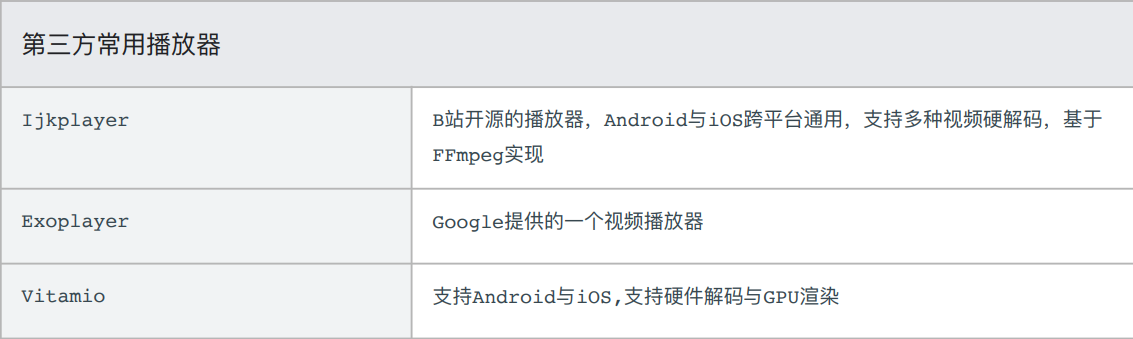 第三方常用播放器
Ijkplayer
B站开源的播放器，Android与iOS跨平台通用，支持多种视频硬解码，基于
FFmpeg实现
Exoplayer
Google提供的一个视频播放器
Vitamio
支持Android与iOS,支持硬件解码与GPU渲染